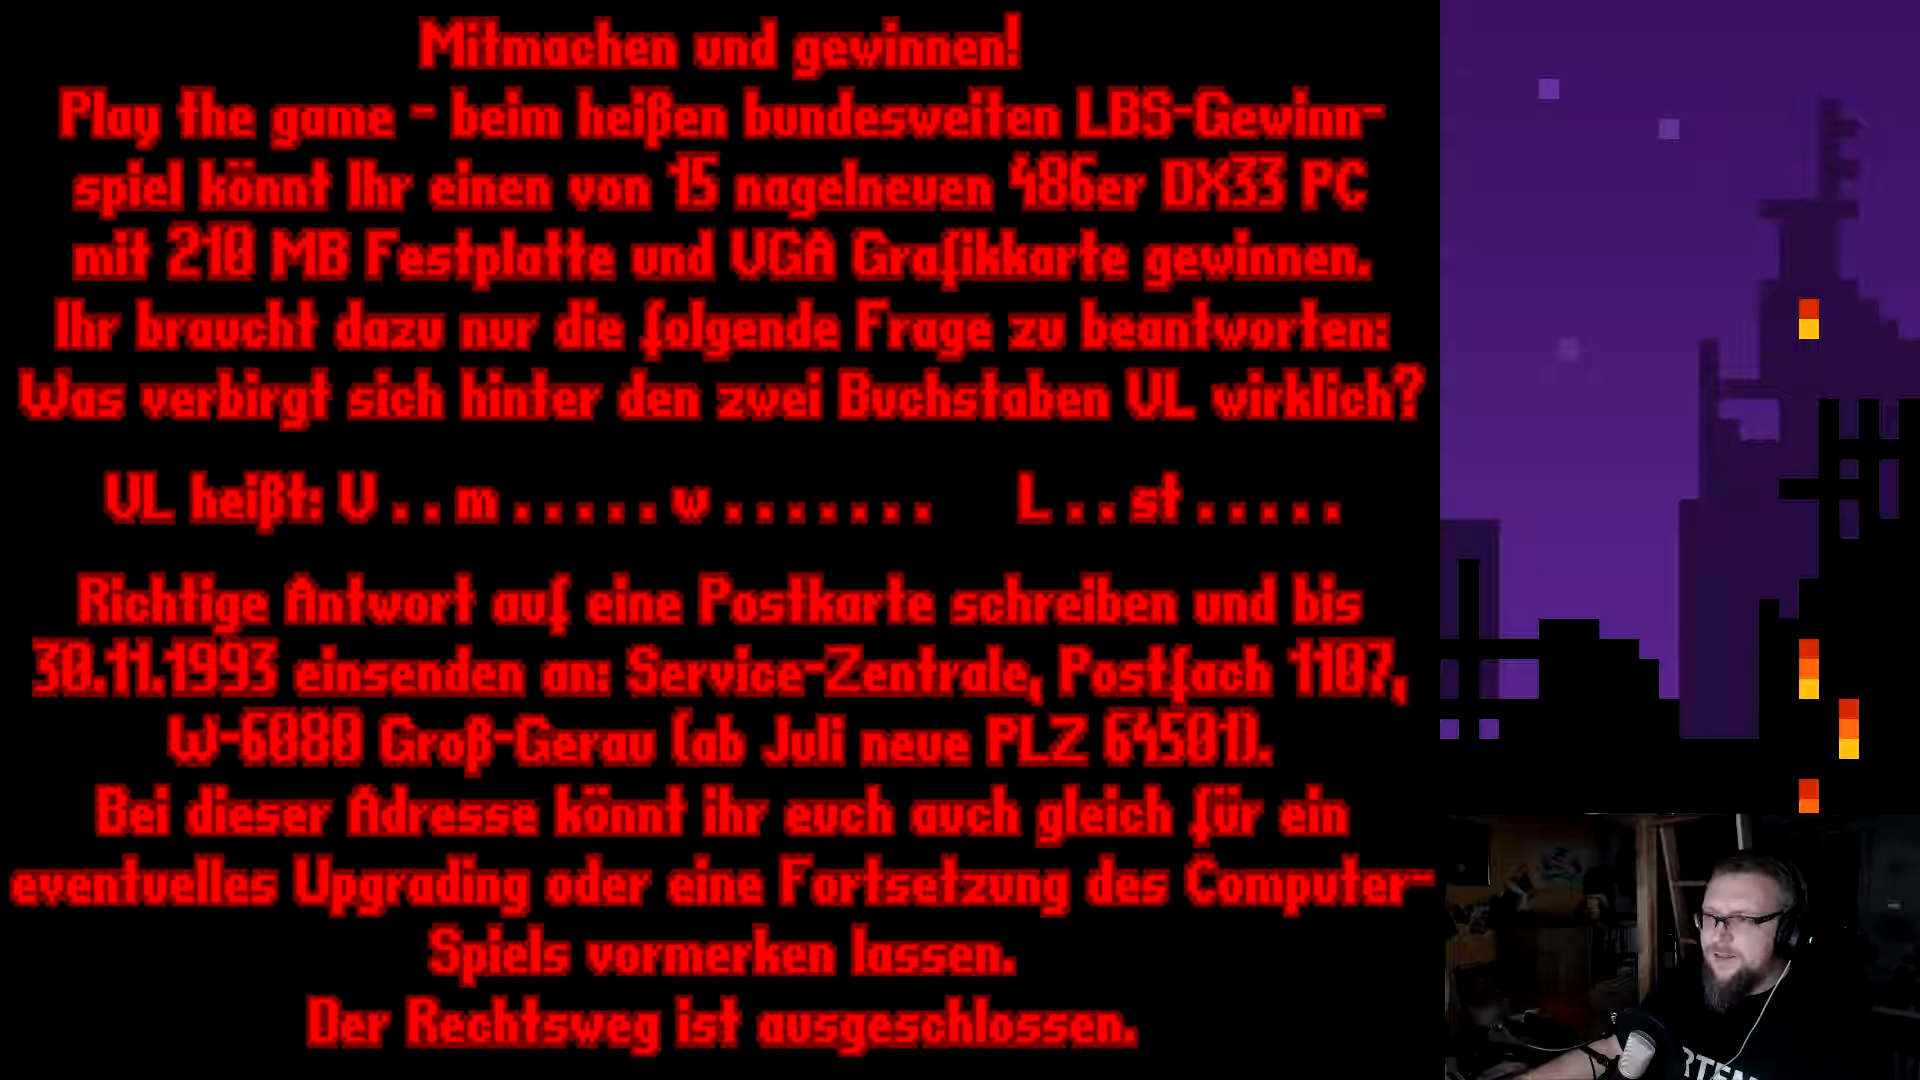 Mitmachen und gewinnen!
Play the game - beim heißen bundesweiten LBS-Gewinn-
spiel könnt Ihr einen von 15 nagelneuen 486er DX33 PC
mit 210 MB Festplatte und VGA Grafikkarte gewinnen.
Ihr braucht dazu nur die folgende Frage zu beantworten:
Was verbirgt sich hinter den zwei Buchstaben VL wirklich?
VL heißt: V . . m . . . . . w . . . . . . . L . . st . . . . .
Richtige Antwort auf eine Postkarte schreiben und bis
30.11.1993 einsenden an: Service-Zentrale, Postfach 1107,
W-6080 Groß-Gerau (ab Juli neue PLZ 64501).
Bei dieser Adresse könnt ihr euch auch gleich für ein
eventuelles Upgrading oder eine Fortsetzung des Computer-
Spiels vormerken lassen.
Der Rechtsweg ist ausgeschlossen.